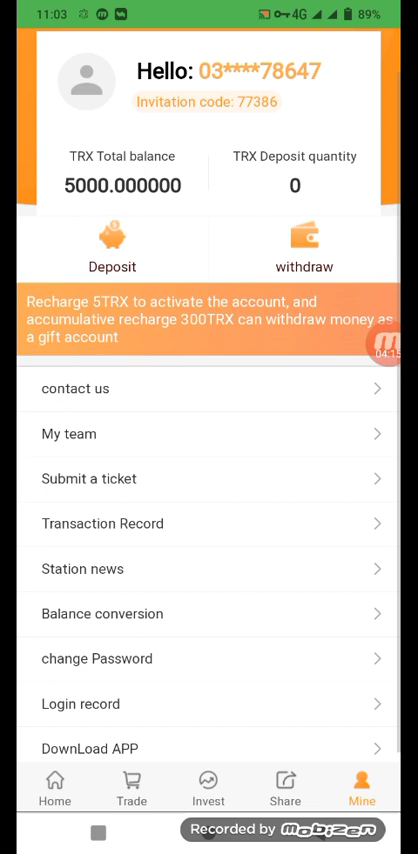 11:03
4G
89%
Hello: 03****78647
Invitation code: 77386
TRX Total balance
TRX Deposit quantity
5000.000000
0
Deposit
withdraw
Recharge 5TRX to activate the account, and
accumulative recharge 300TRX can withdraw money as
a gift account
04:15
contact us
My team
Submit a ticket
Transaction Record
Station news
Balance conversion
change Password
Login record
DownLoad APP
Home
Trade
Invest
Share
Mine
Recorded by mobizen